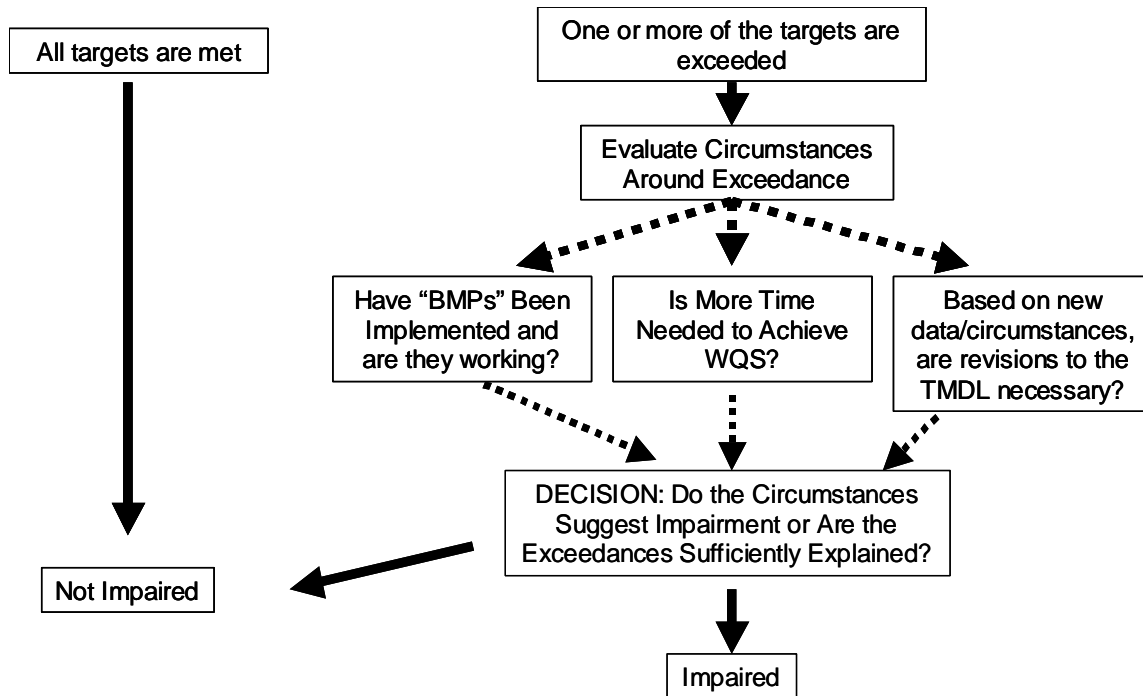 All targets are met
One or more of the targets are
exceeded
Evaluate Circumstances
Around Exceedance
Have “BMPs” Been
Implemented and
are they working?
Is More Time
Needed to Achieve
WQS?
Based on new
data/circumstances,
are revisions to the
TMDL necessary?
DECISION: Do the Circumstances
Suggest Impairment or Are the
Exceedances Sufficiently Explained?
Not Impaired
Impaired